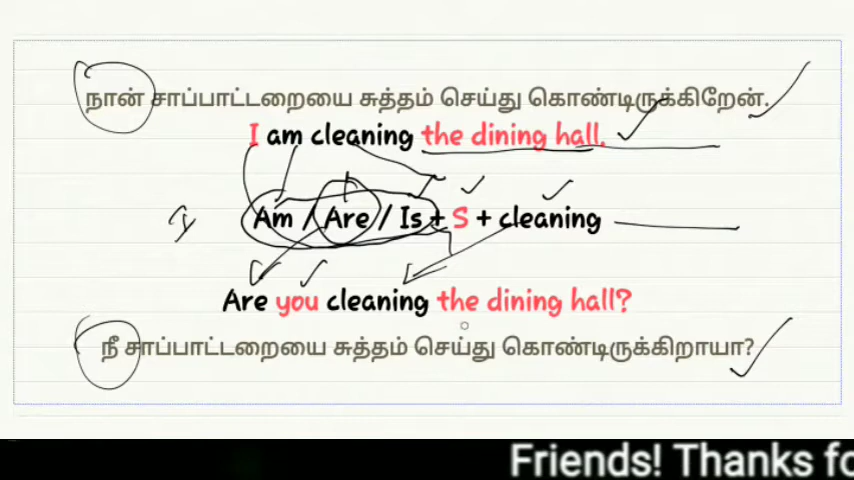 நான் சாப்பாட்டறையை சுத்தம் செய்து கொண்டிருக்கிறேன்.
I am cleaning the dining hall.
Am / Are / Is + S + cleaning
Are you cleaning the dining hall?
நீ சாப்பாட்டறையை சுத்தம் செய்து கொண்டிருக்கிறாயா?
Friends! Thanks fo